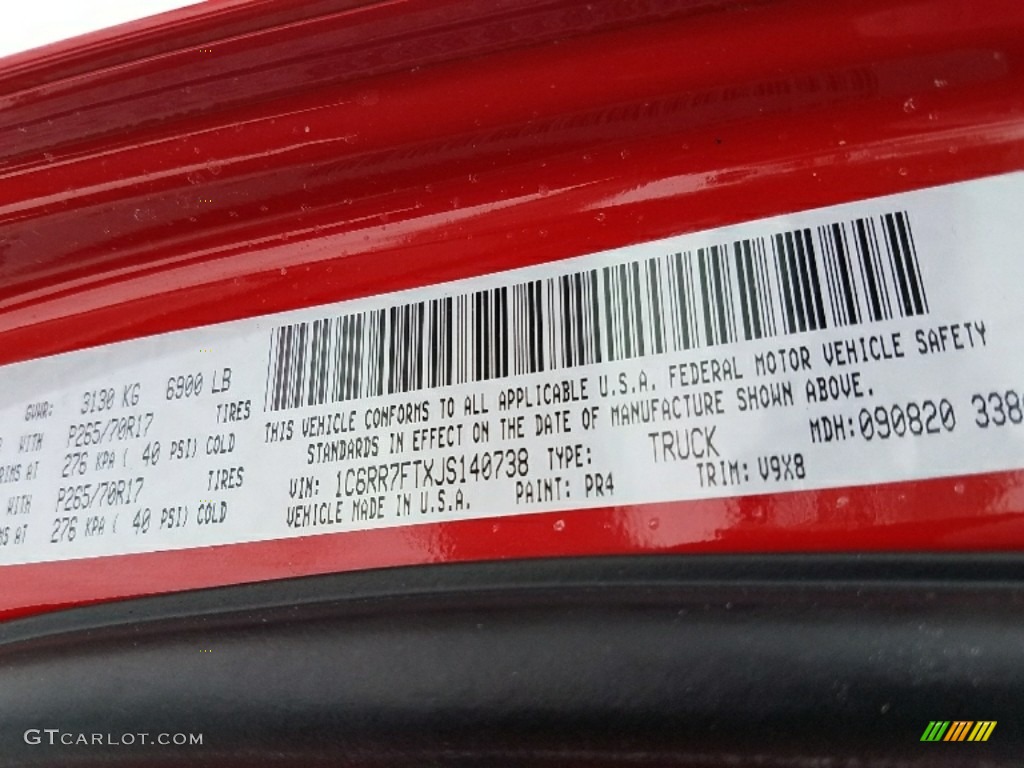 GVWR: 3130 KG 6900 LB
TIRES
WITH P265/70R17
AT 276 KPA ( 40 PSI) COLD
TIRES
WITH P265/70R17
AT 276 KPA ( 40 PSI) COLD
THIS VEHICLE CONFORMS TO ALL APPLICABLE U.S.A. FEDERAL MOTOR VEHICLE SAFETY
STANDARDS IN EFFECT ON THE DATE OF MANUFACTURE SHOWN ABOVE.
MDH:090820 338
VIN: 1C6RR7FTXJS140738 TYPE: TRUCK
VEHICLE MADE IN U.S.A. PAINT: PR4 TRIM: V9X8
GTCARLOT.COM